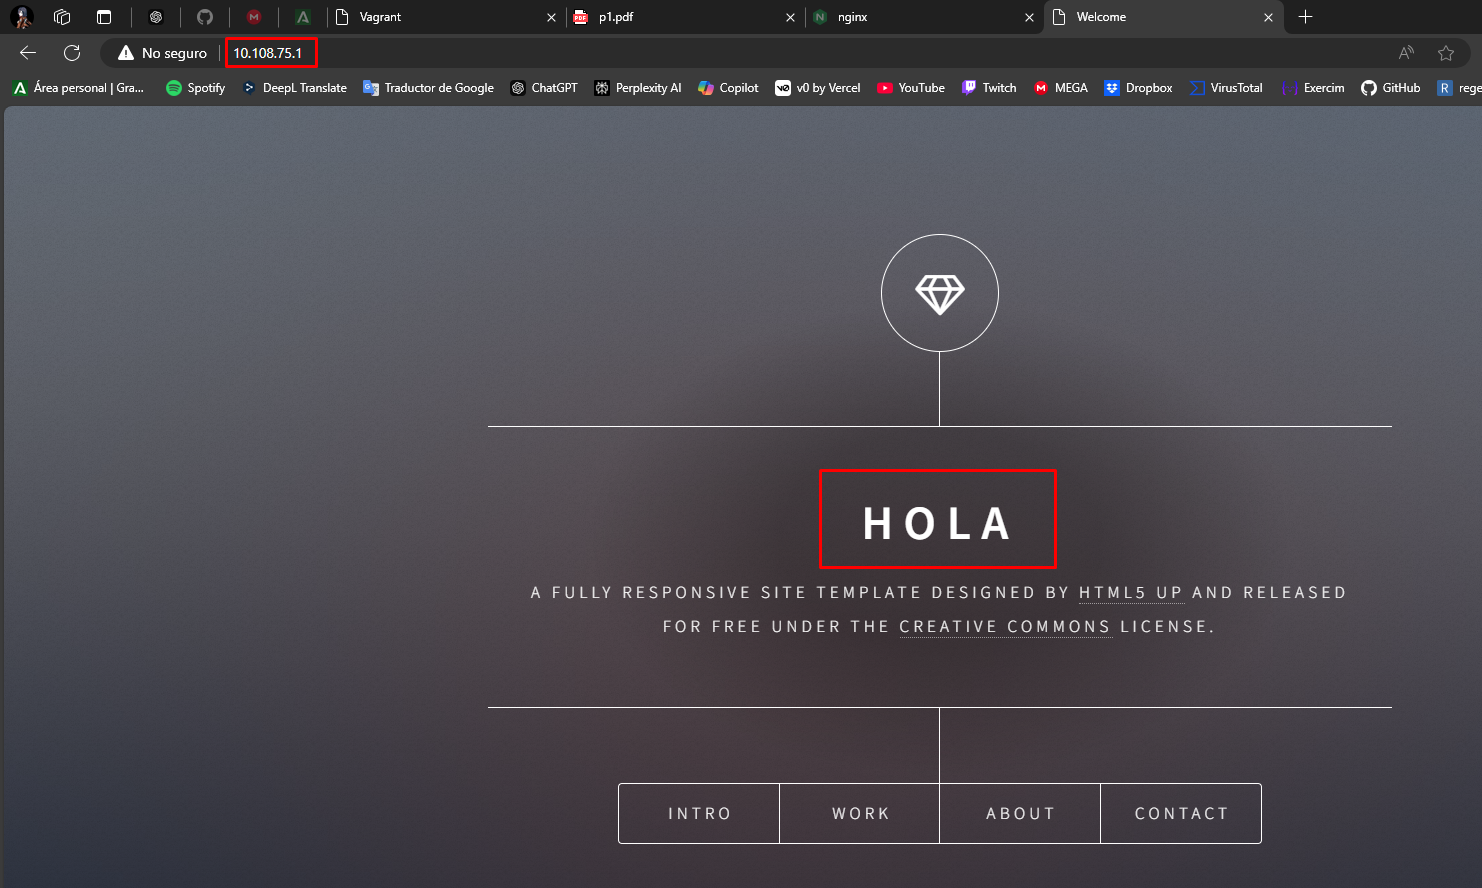 Vagrant
p1.pdf
nginx
Welcome
No seguro
10.108.75.1
Área personal | Gra...
Spotify
DeepL Translate
Traductor de Google
ChatGPT
Perplexity AI
Copilot
v0 by Vercel
YouTube
Twitch
MEGA
Dropbox
VirusTotal
Exercim
GitHub
rege
HOLA
A FULLY RESPONSIVE SITE TEMPLATE DESIGNED BY HTML5 UP AND RELEASED
FOR FREE UNDER THE CREATIVE COMMONS LICENSE.
INTRO
WORK
ABOUT
CONTACT